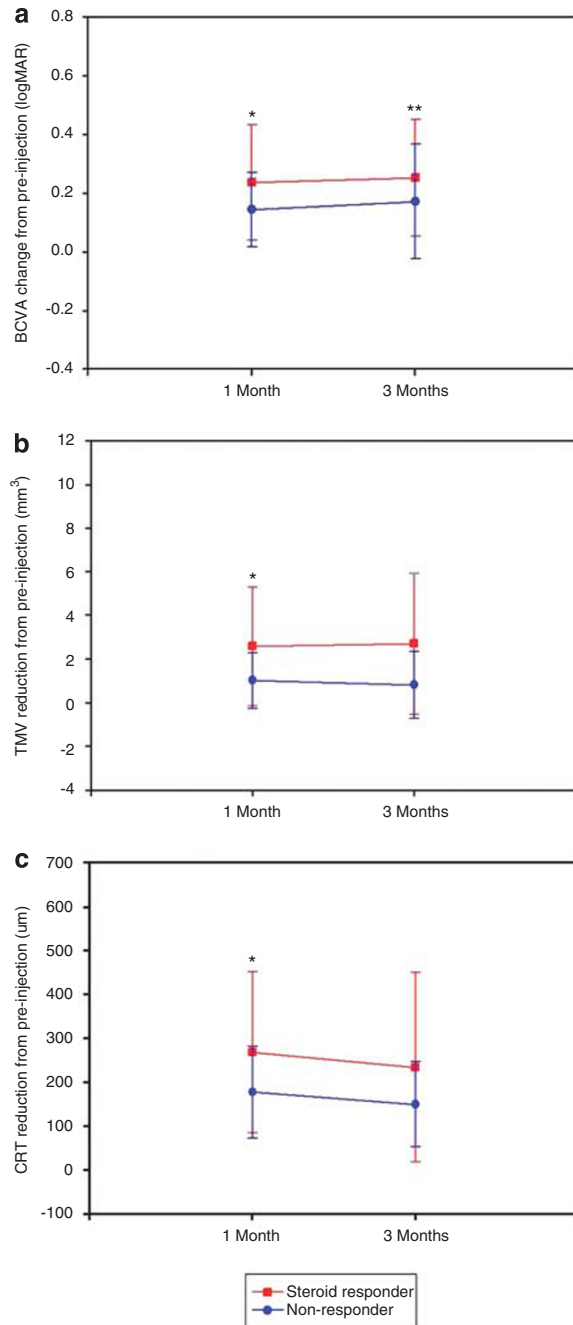 a
BCVA change from pre-injection (logMAR)
0.8
0.6
0.4
0.2
0.0
-0.2
-0.4
*
**
1 Month 3 Months
b
TMV reduction from pre-injection (mm³)
12
10
8
6
4
2
0
-2
-4
*
1 Month 3 Months
c
CRT reduction from pre-injection (um)
700
600
500
400
300
200
100
0
-100
*
1 Month 3 Months
Steroid responder
Non-responder